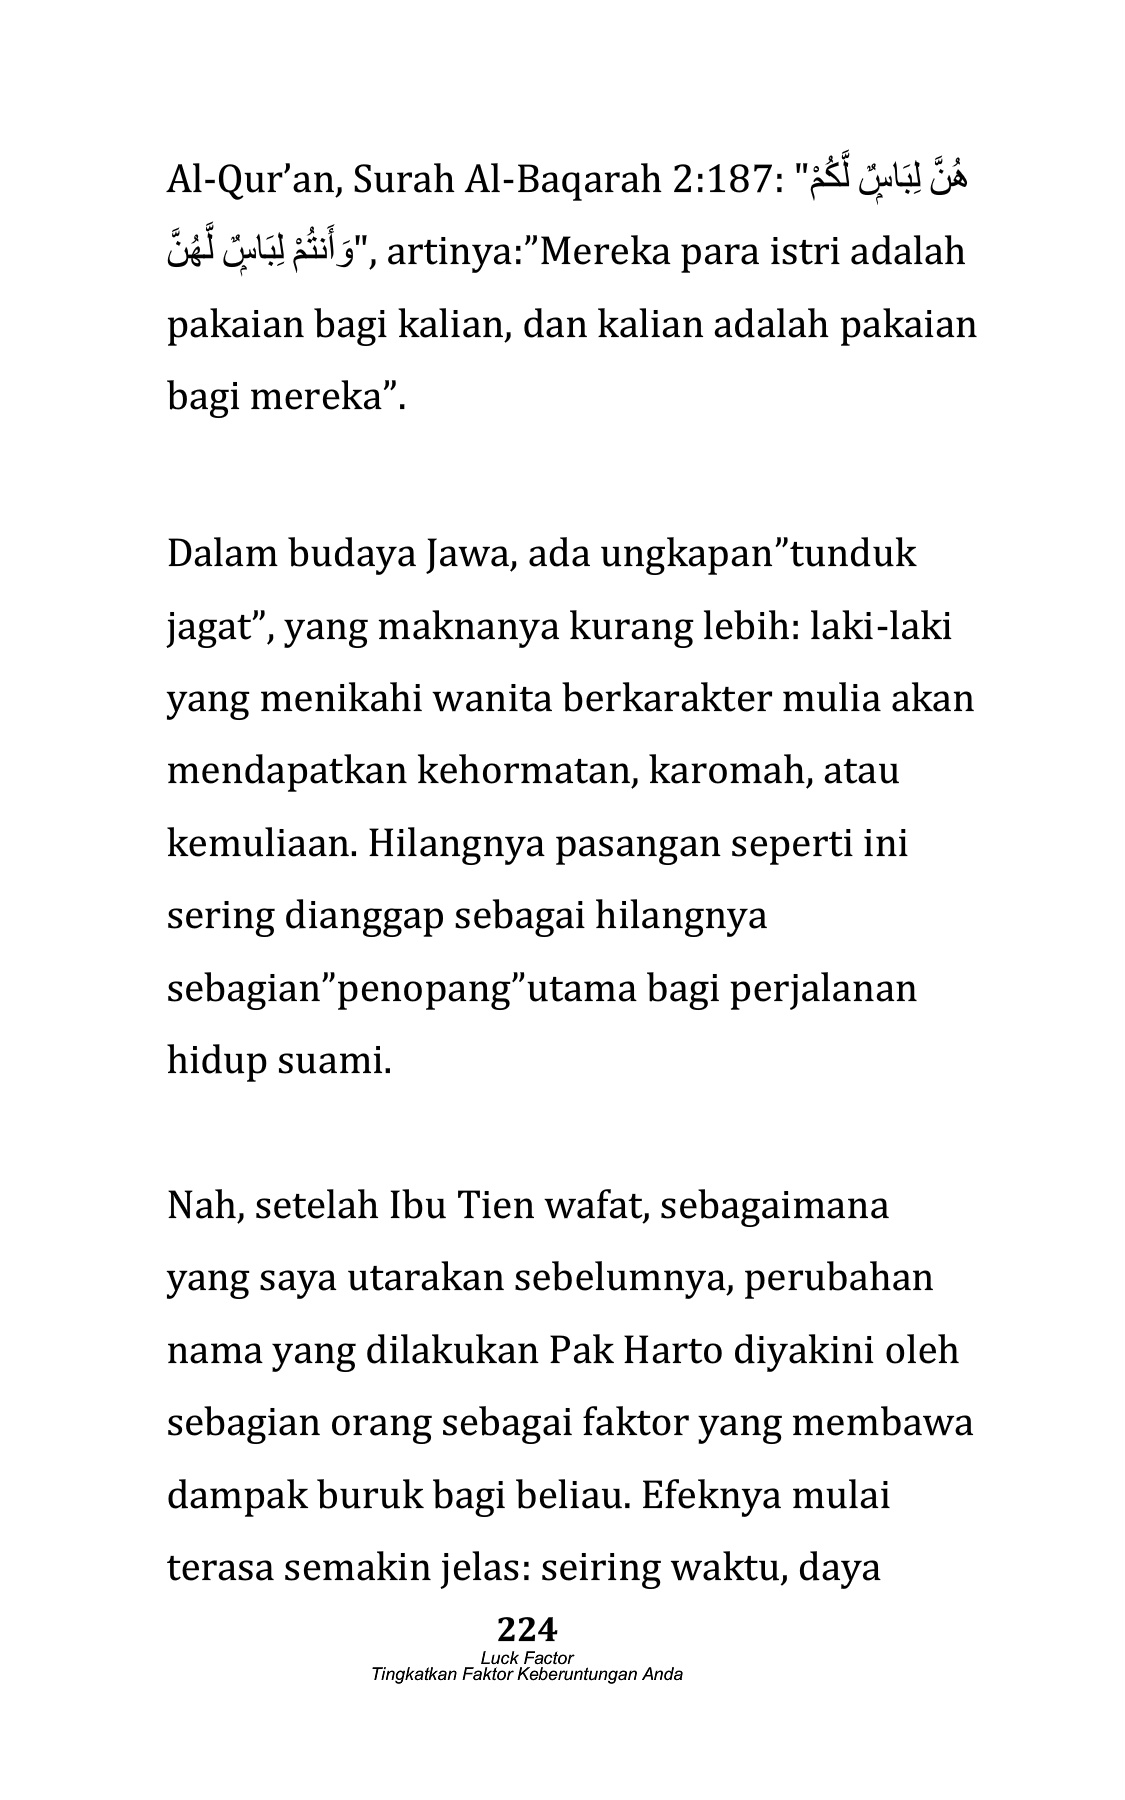 Al-Qur’an, Surah Al-Baqarah 2:187: "هُنَّ لِبَاسٌۭ لَّكُمْ
وَأَنتُمْ لِبَاسٌۭ لَّهُنَّ", artinya:”Mereka para istri adalah
pakaian bagi kalian, dan kalian adalah pakaian
bagi mereka”.
Dalam budaya Jawa, ada ungkapan”tunduk
jagat”, yang maknanya kurang lebih: laki-laki
yang menikahi wanita berkarakter mulia akan
mendapatkan kehormatan, karomah, atau
kemuliaan. Hilangnya pasangan seperti ini
sering dianggap sebagai hilangnya
sebagian”penopang”utama bagi perjalanan
hidup suami.
Nah, setelah Ibu Tien wafat, sebagaimana
yang saya utarakan sebelumnya, perubahan
nama yang dilakukan Pak Harto diyakini oleh
sebagian orang sebagai faktor yang membawa
dampak buruk bagi beliau. Efeknya mulai
terasa semakin jelas: seiring waktu, daya
224
Luck Factor
Tingkatkan Faktor Keberuntungan Anda